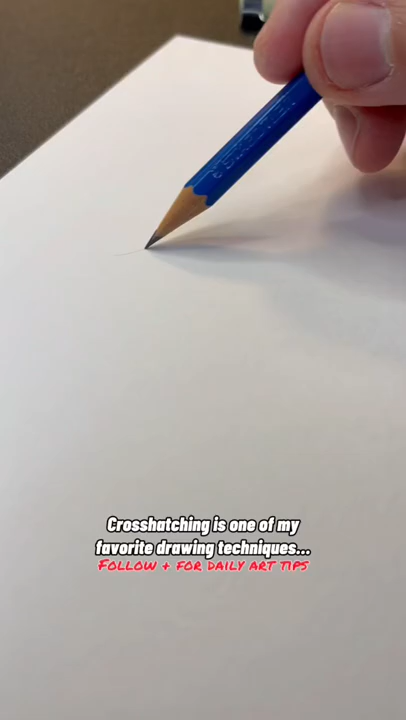 Crosshatching is one of my
favorite drawing techniques...
FOLLOW + FOR DAILY ART TIPS